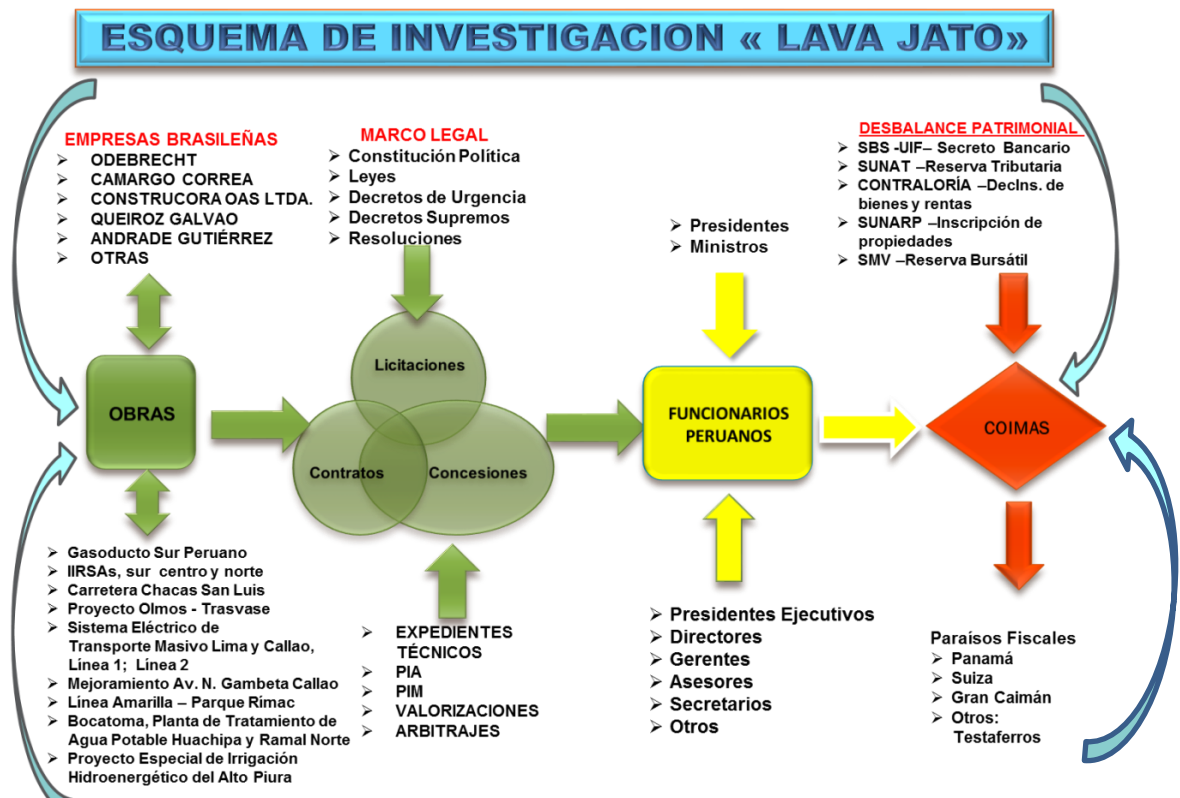 ESQUEMA DE INVESTIGACION « LAVA JATO»
EMPRESAS BRASILEÑAS
ODEBRECHT
CAMARGO CORREA
CONSTRUCORA OAS LTDA.
QUEIROZ GALVAO
ANDRADE GUTIÉRREZ
OTRAS
MARCO LEGAL
Constitución Política
Leyes
Decretos de Urgencia
Decretos Supremos
Resoluciones
Presidentes
Ministros
DESBALANCE PATRIMONIAL
SBS -UIF– Secreto Bancario
SUNAT –Reserva Tributaria
CONTRALORÍA –DecIns. de
bienes y rentas
SUNARP –Inscripción de
propiedades
SMV –Reserva Bursátil
OBRAS
Licitaciones
Contratos
Concesiones
FUNCIONARIOS
PERUANOS
COIMAS
Gasoducto Sur Peruano
IIRSAs, sur centro y norte
Carretera Chacas San Luis
Proyecto Olmos - Trasvase
Sistema Eléctrico de
Transporte Masivo Lima y Callao,
Línea 1; Línea 2
Mejoramiento Av. N. Gambeta Callao
Línea Amarilla – Parque Rimac
Bocatoma, Planta de Tratamiento de
Agua Potable Huachipa y Ramal Norte
Proyecto Especial de Irrigación
Hidroenergético del Alto Piura
EXPEDIENTES
TÉCNICOS
PIA
PIM
VALORIZACIONES
ARBITRAJES
Presidentes Ejecutivos
Directores
Gerentes
Asesores
Secretarios
Otros
Paraísos Fiscales
Panamá
Suiza
Gran Caimán
Otros:
Testaferros